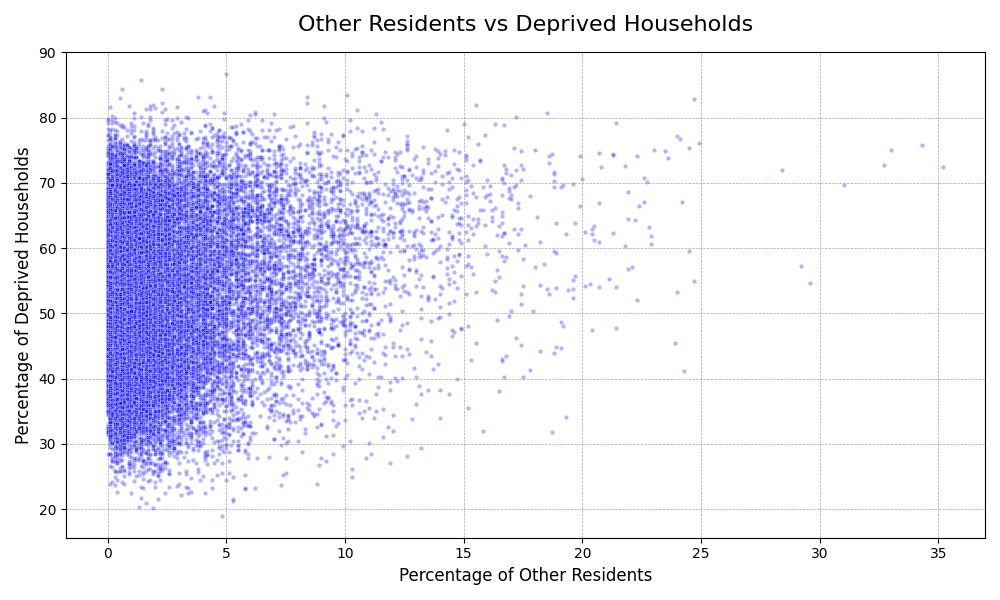 Other Residents vs Deprived Households
Percentage of Deprived Households
90
80
70
60
50
40
30
20
0 5 10 15 20 25 30 35
Percentage of Other Residents